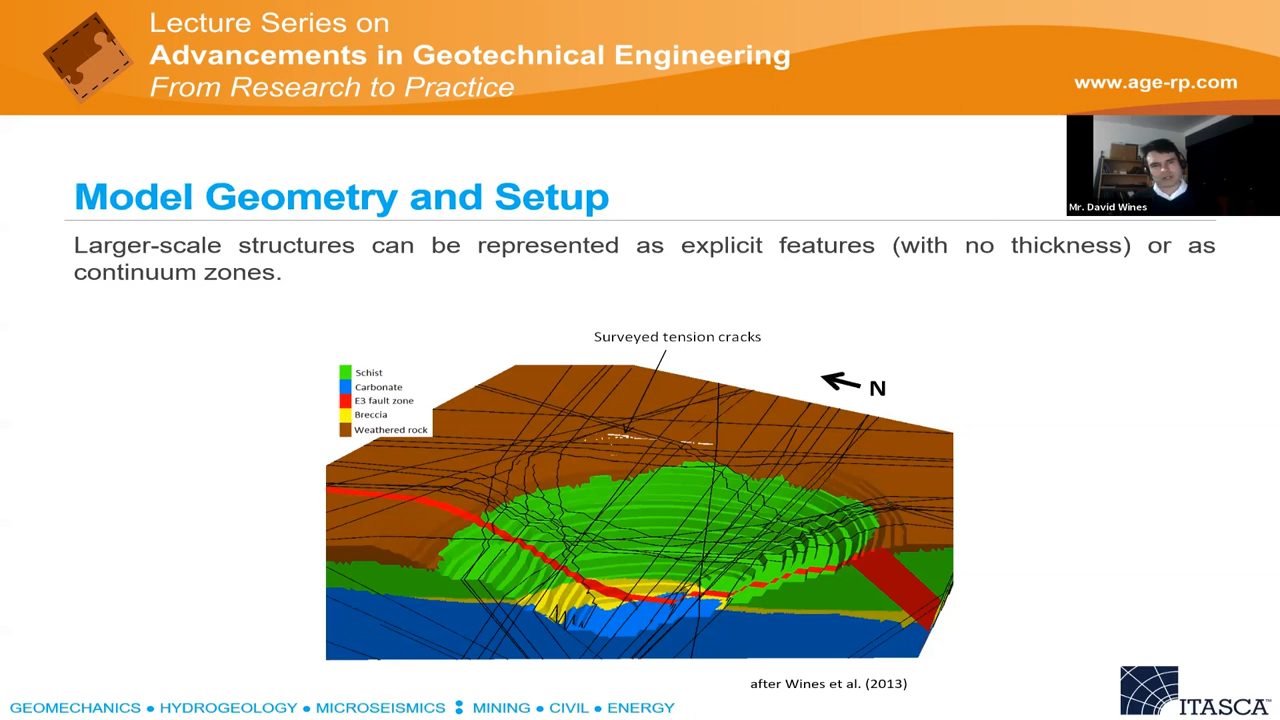 Lecture Series on
Advancements in Geotechnical Engineering
From Research to Practice
www.age-rp.com
Mr. David Wines
Model Geometry and Setup
Larger-scale structures can be represented as explicit features (with no thickness) or as
continuum zones.
Surveyed tension cracks
N
Schist
Carbonate
E3 fault zone
Breccia
Weathered rock
after Wines et al. (2013)
GEOMECHANICS ● HYDROGEOLOGY ● MICROSEISMICS : MINING ● CIVIL ● ENERGY
ITASCA™